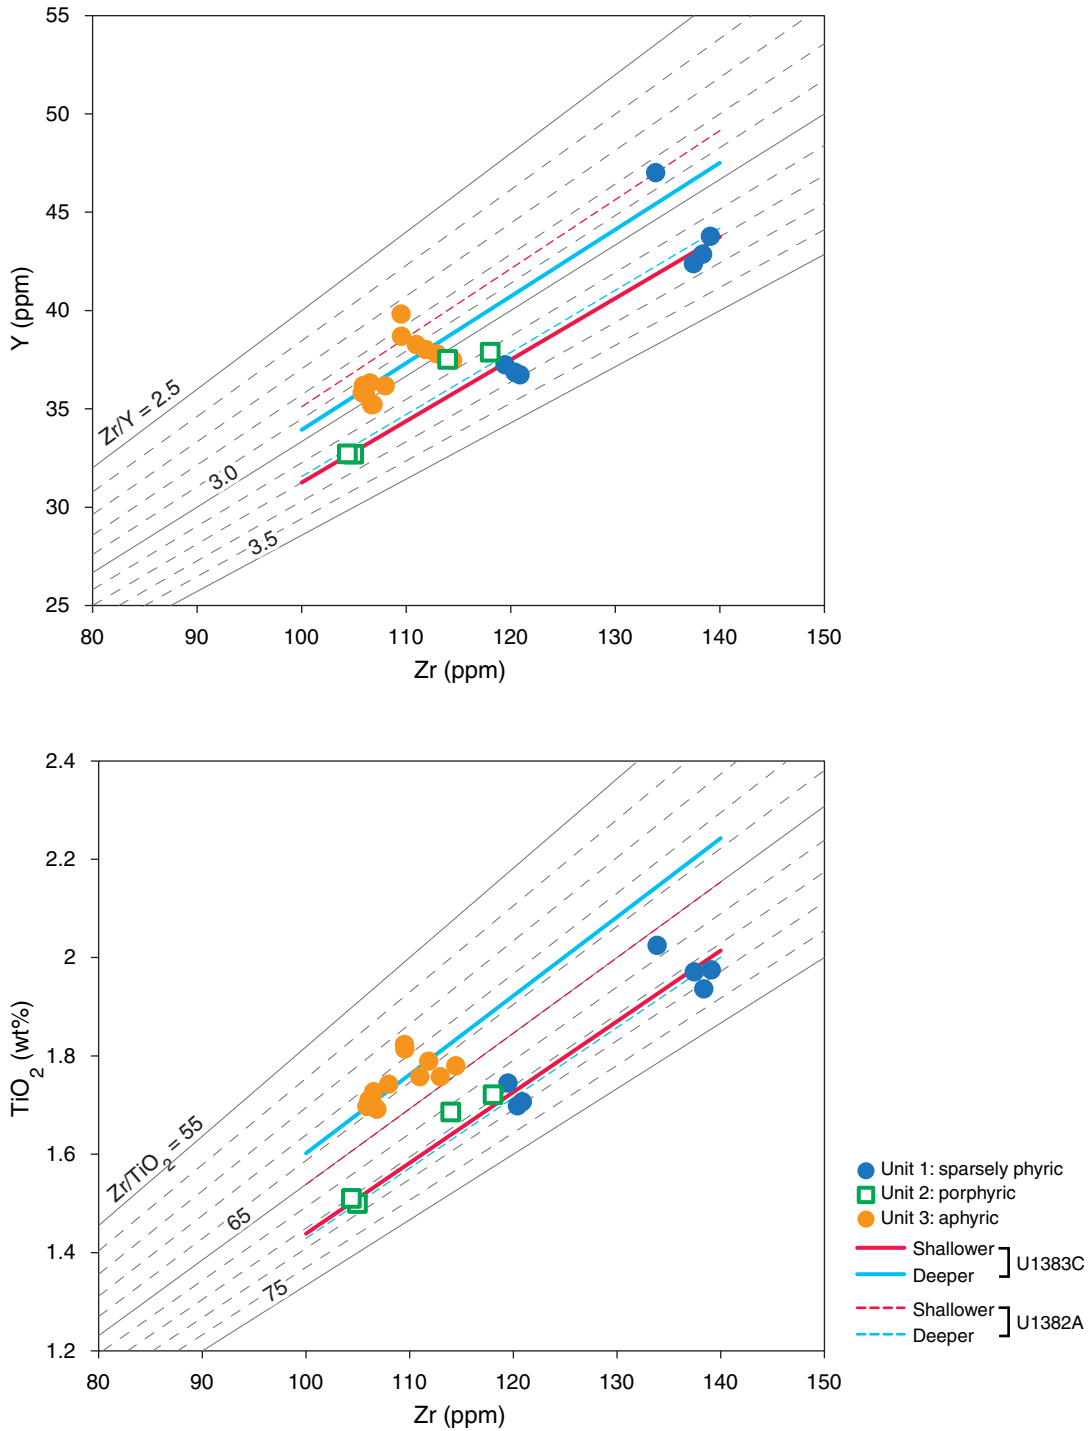 55
50
45
40
35
30
25
Y (ppm)
Zr/Y = 2.5
3.0
3.5
80 90 100 110 120 130 140 150
Zr (ppm)
2.4
2.2
2
1.8
1.6
1.4
1.2
TiO2 (wt%)
Zr/TiO2 = 55
65
75
80 90 100 110 120 130 140 150
Zr (ppm)
Unit 1: sparsely phyric
Unit 2: porphyric
Unit 3: aphyric
Shallower
Deeper
U1383C
Shallower
Deeper
U1382A